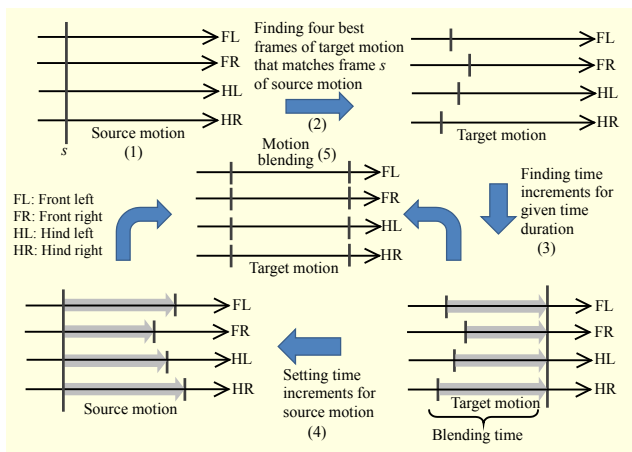 FL
FR
HL
HR
Source motion
s
(1)
Finding four best
frames of target motion
that matches frame s
of source motion
(2)
FL
FR
HL
HR
Target motion
Motion
blending
(5)
FL
FR
HL
HR
Target motion
FL: Front left
FR: Front right
HL: Hind left
HR: Hind right
Finding time
increments for
given time
duration
(3)
FL
FR
HL
HR
Source motion
Setting time
increments for
source motion
(4)
FL
FR
HL
HR
Target motion
Blending time